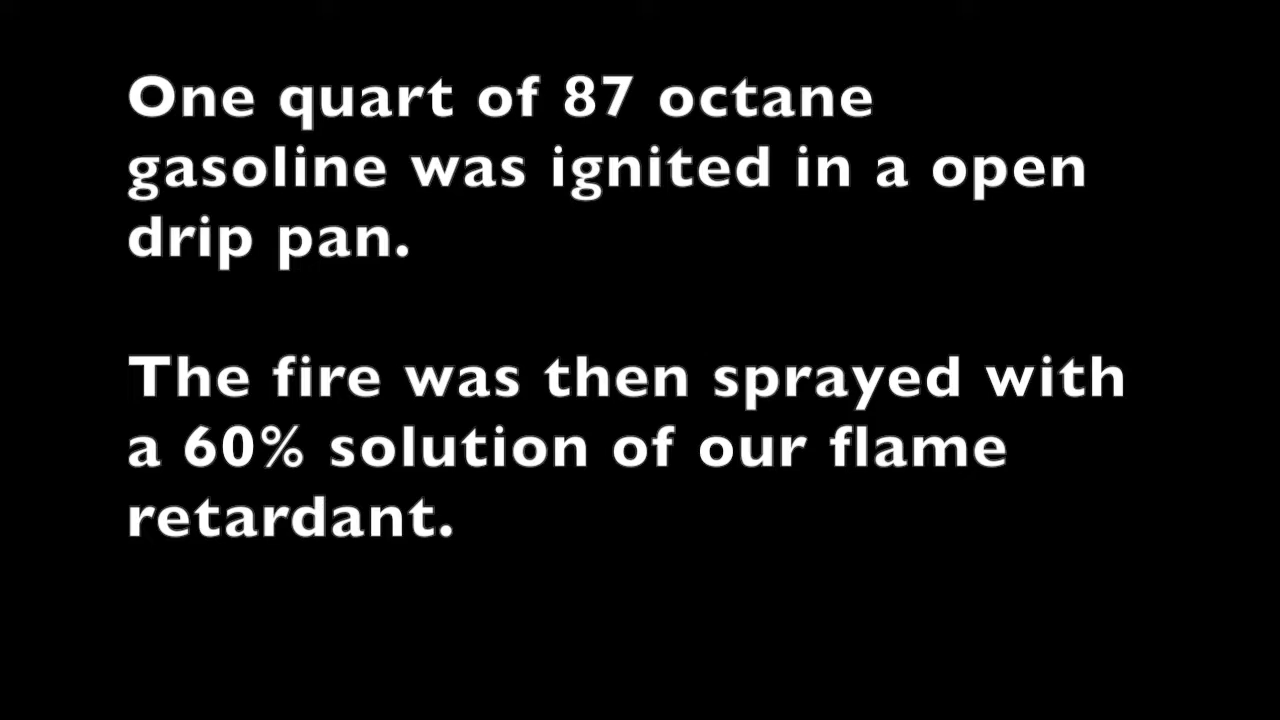 One quart of 87 octane
gasoline was ignited in a open
drip pan.
The fire was then sprayed with
a 60% solution of our flame
retardant.